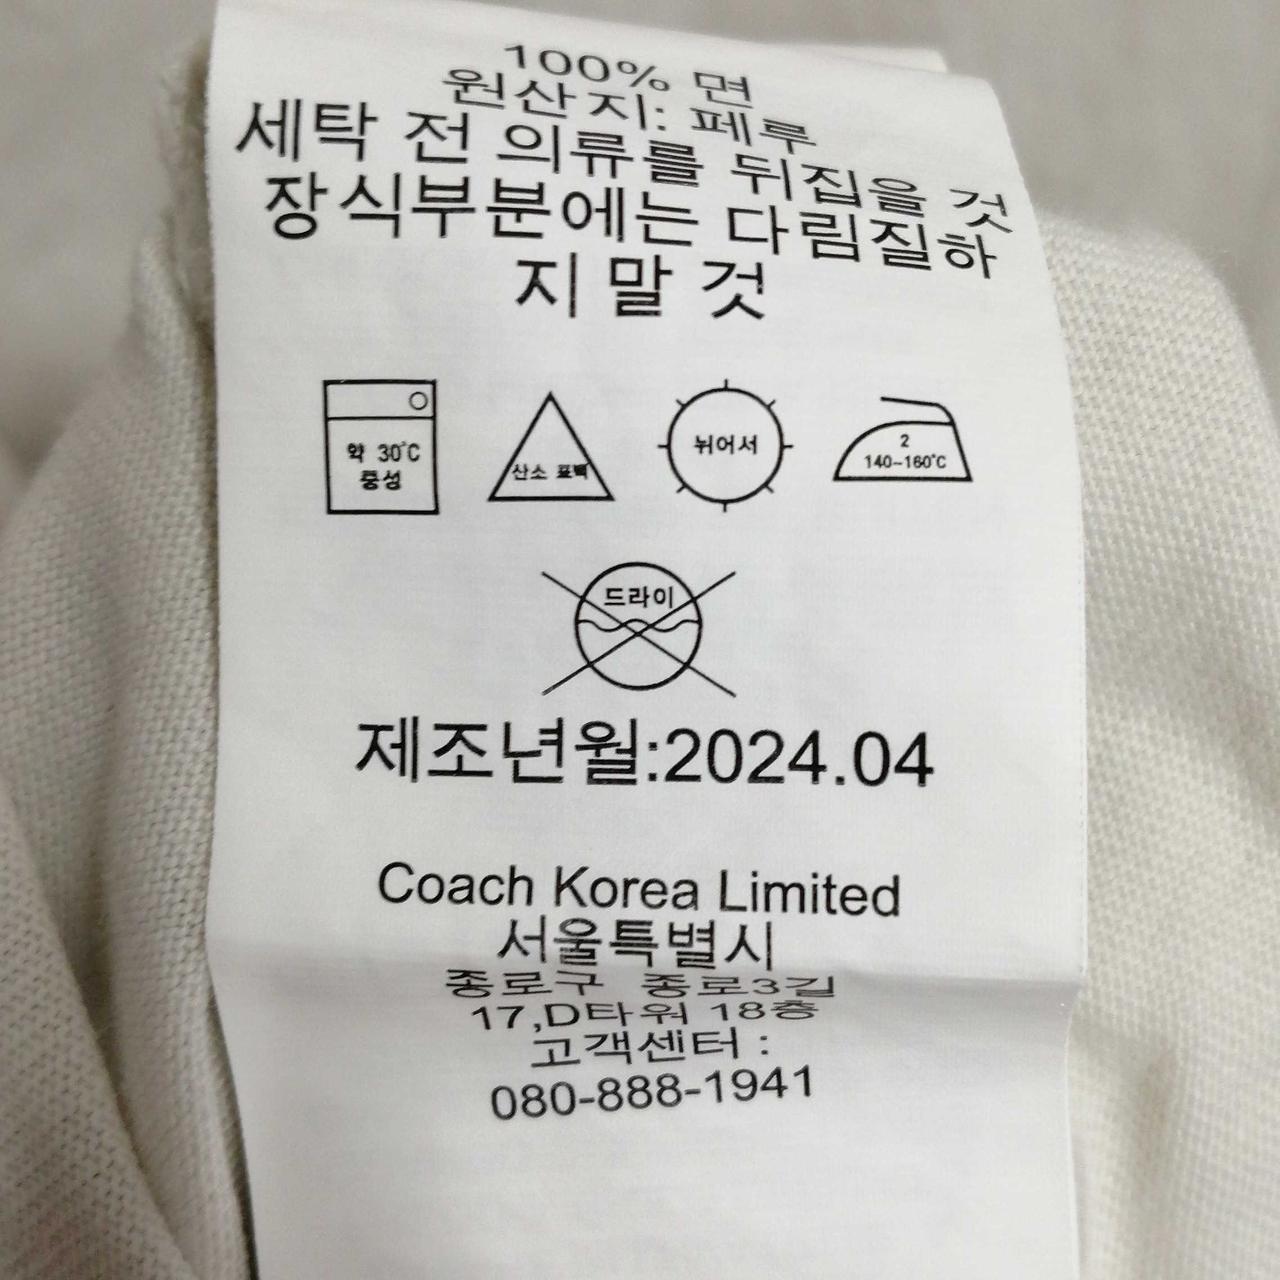 100% 면
원산지: 페루
세탁 전 의류를 뒤집을 것
장식부분에는 다림질하
지 말 것
약 30°C
중성
산소 표백
뉘어서
2
140~160°C
드라이
제조년월:2024.04
Coach Korea Limited
서울특별시
종로구 종로3길
17,D타워 18층
고객센터 :
080-888-1941